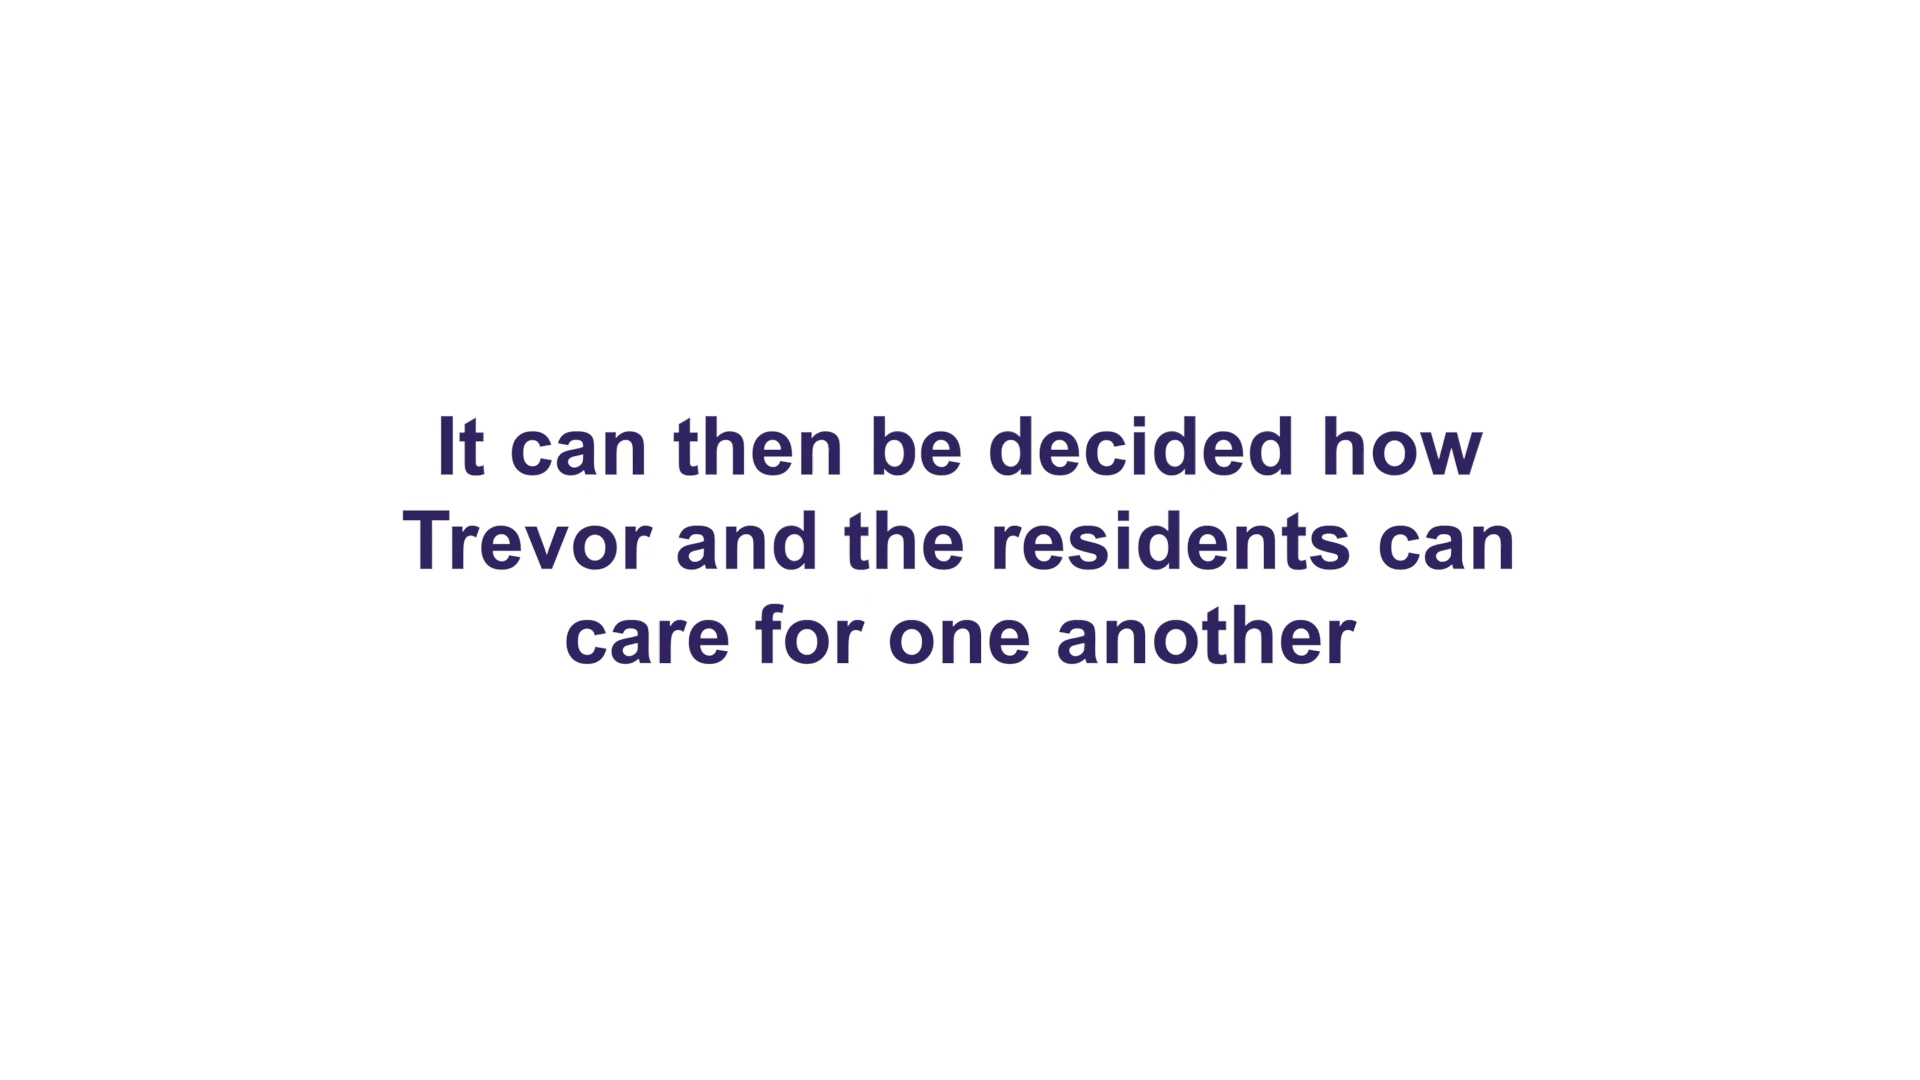 It can then be decided how
Trevor and the residents can
care for one another